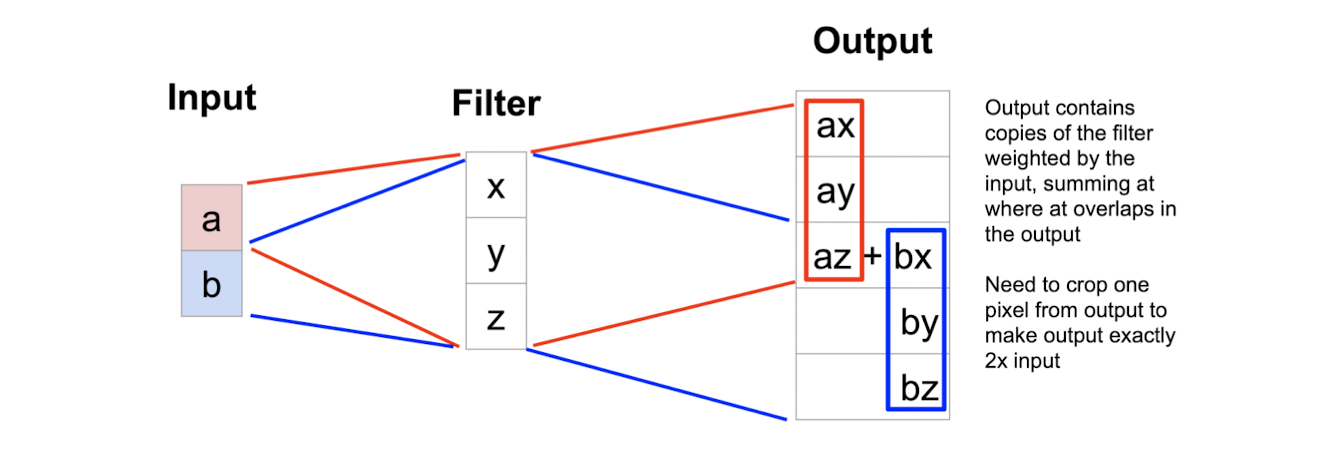 Output
Input
Filter
a
b
x
y
z
ax
ay
az + bx
by
bz
Output contains
copies of the filter
weighted by the
input, summing at
where at overlaps in
the output
Need to crop one
pixel from output to
make output exactly
2x input